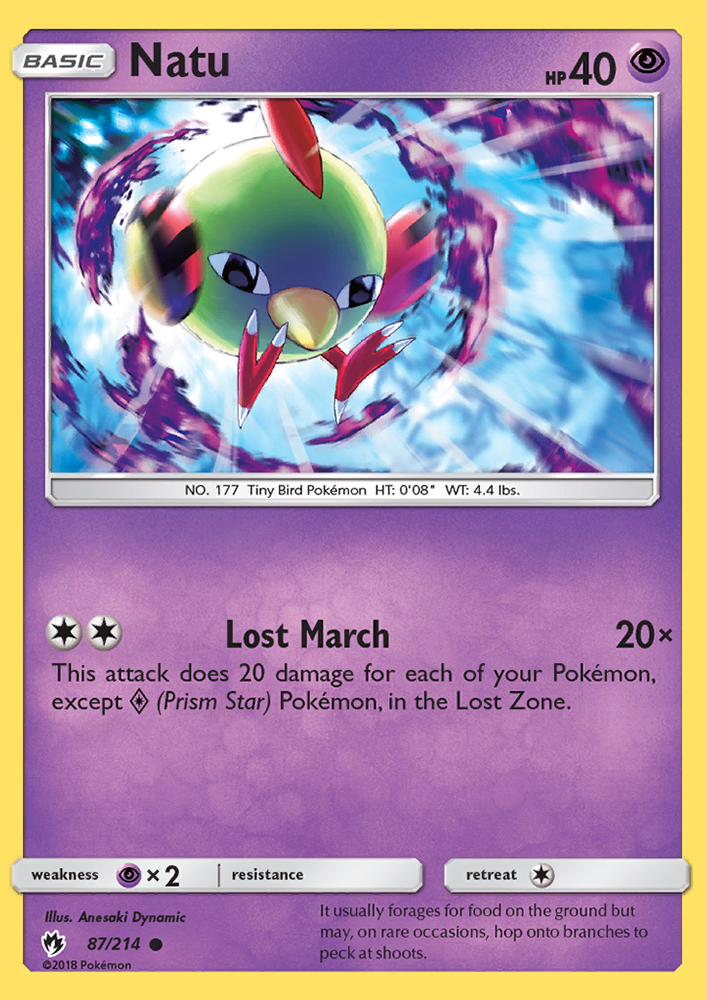 BASIC Natu HP 40
NO. 177 Tiny Bird Pokémon HT: 0'08" WT: 4.4 lbs.
Lost March 20×
This attack does 20 damage for each of your Pokémon,
except (Prism Star) Pokémon, in the Lost Zone.
weakness ×2 resistance retreat
Illus. Anesaki Dynamic
87/214
©2018 Pokémon
It usually forages for food on the ground but
may, on rare occasions, hop onto branches to
peck at shoots.